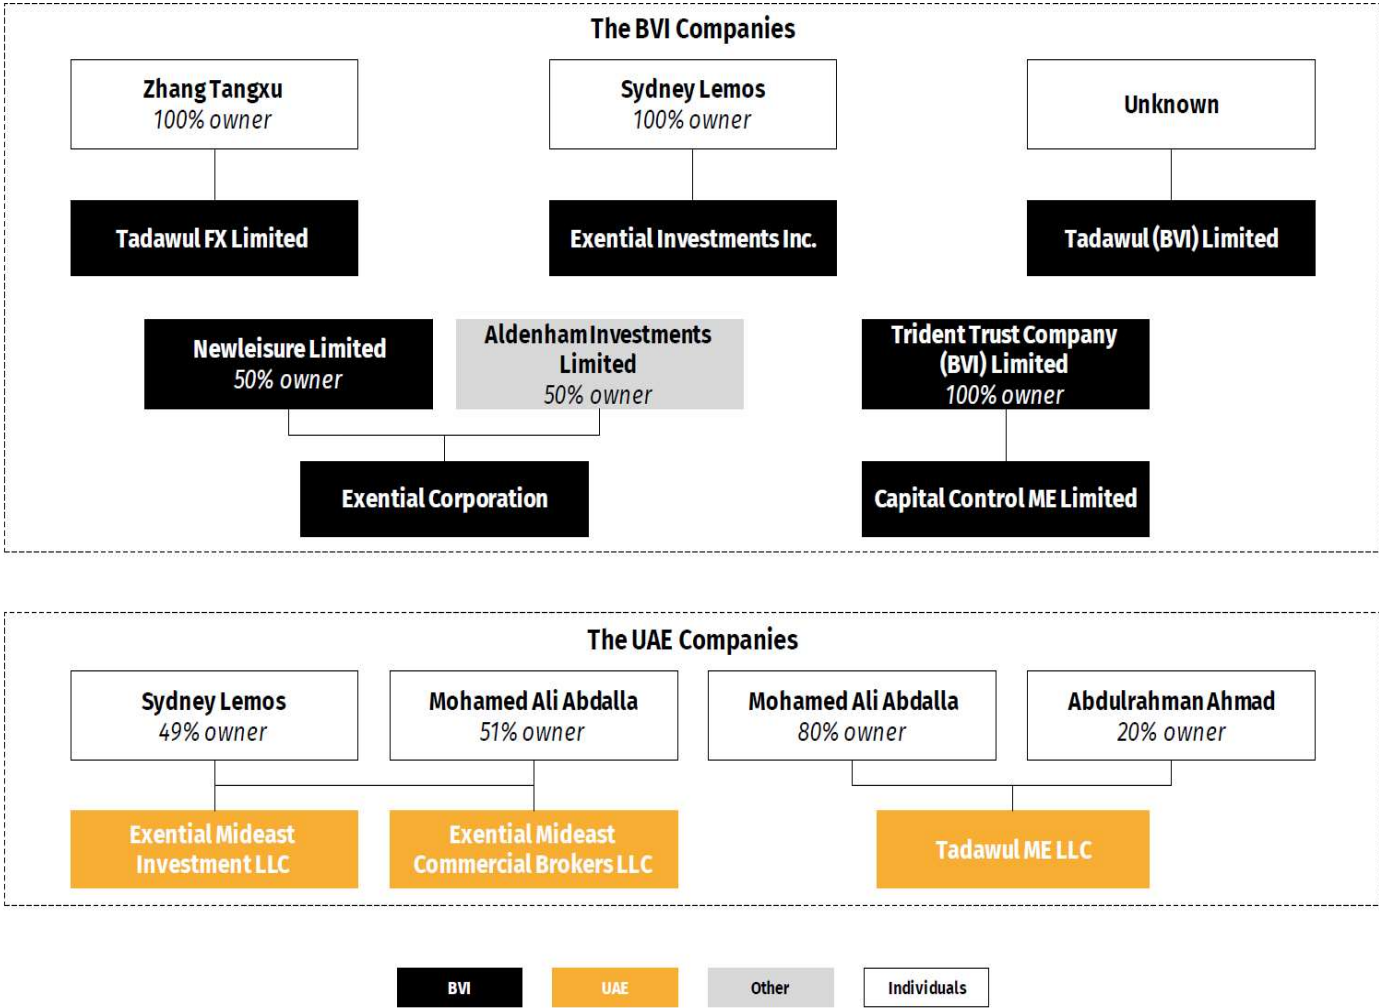 The BVI Companies
Zhang Tangxu
100% owner
Sydney Lemos
100% owner
Unknown
Tadawul FX Limited
Exential Investments Inc.
Tadawul (BVI) Limited
Newleisure Limited
50% owner
Aldenham Investments
Limited
50% owner
Trident Trust Company
(BVI) Limited
100% owner
Exential Corporation
Capital Control ME Limited
The UAE Companies
Sydney Lemos
49% owner
Mohamed Ali Abdalla
51% owner
Mohamed Ali Abdalla
80% owner
Abdulrahman Ahmad
20% owner
Exential Mideast
Investment LLC
Exential Mideast
Commercial Brokers LLC
Tadawul ME LLC
BVI
UAE
Other
Individuals